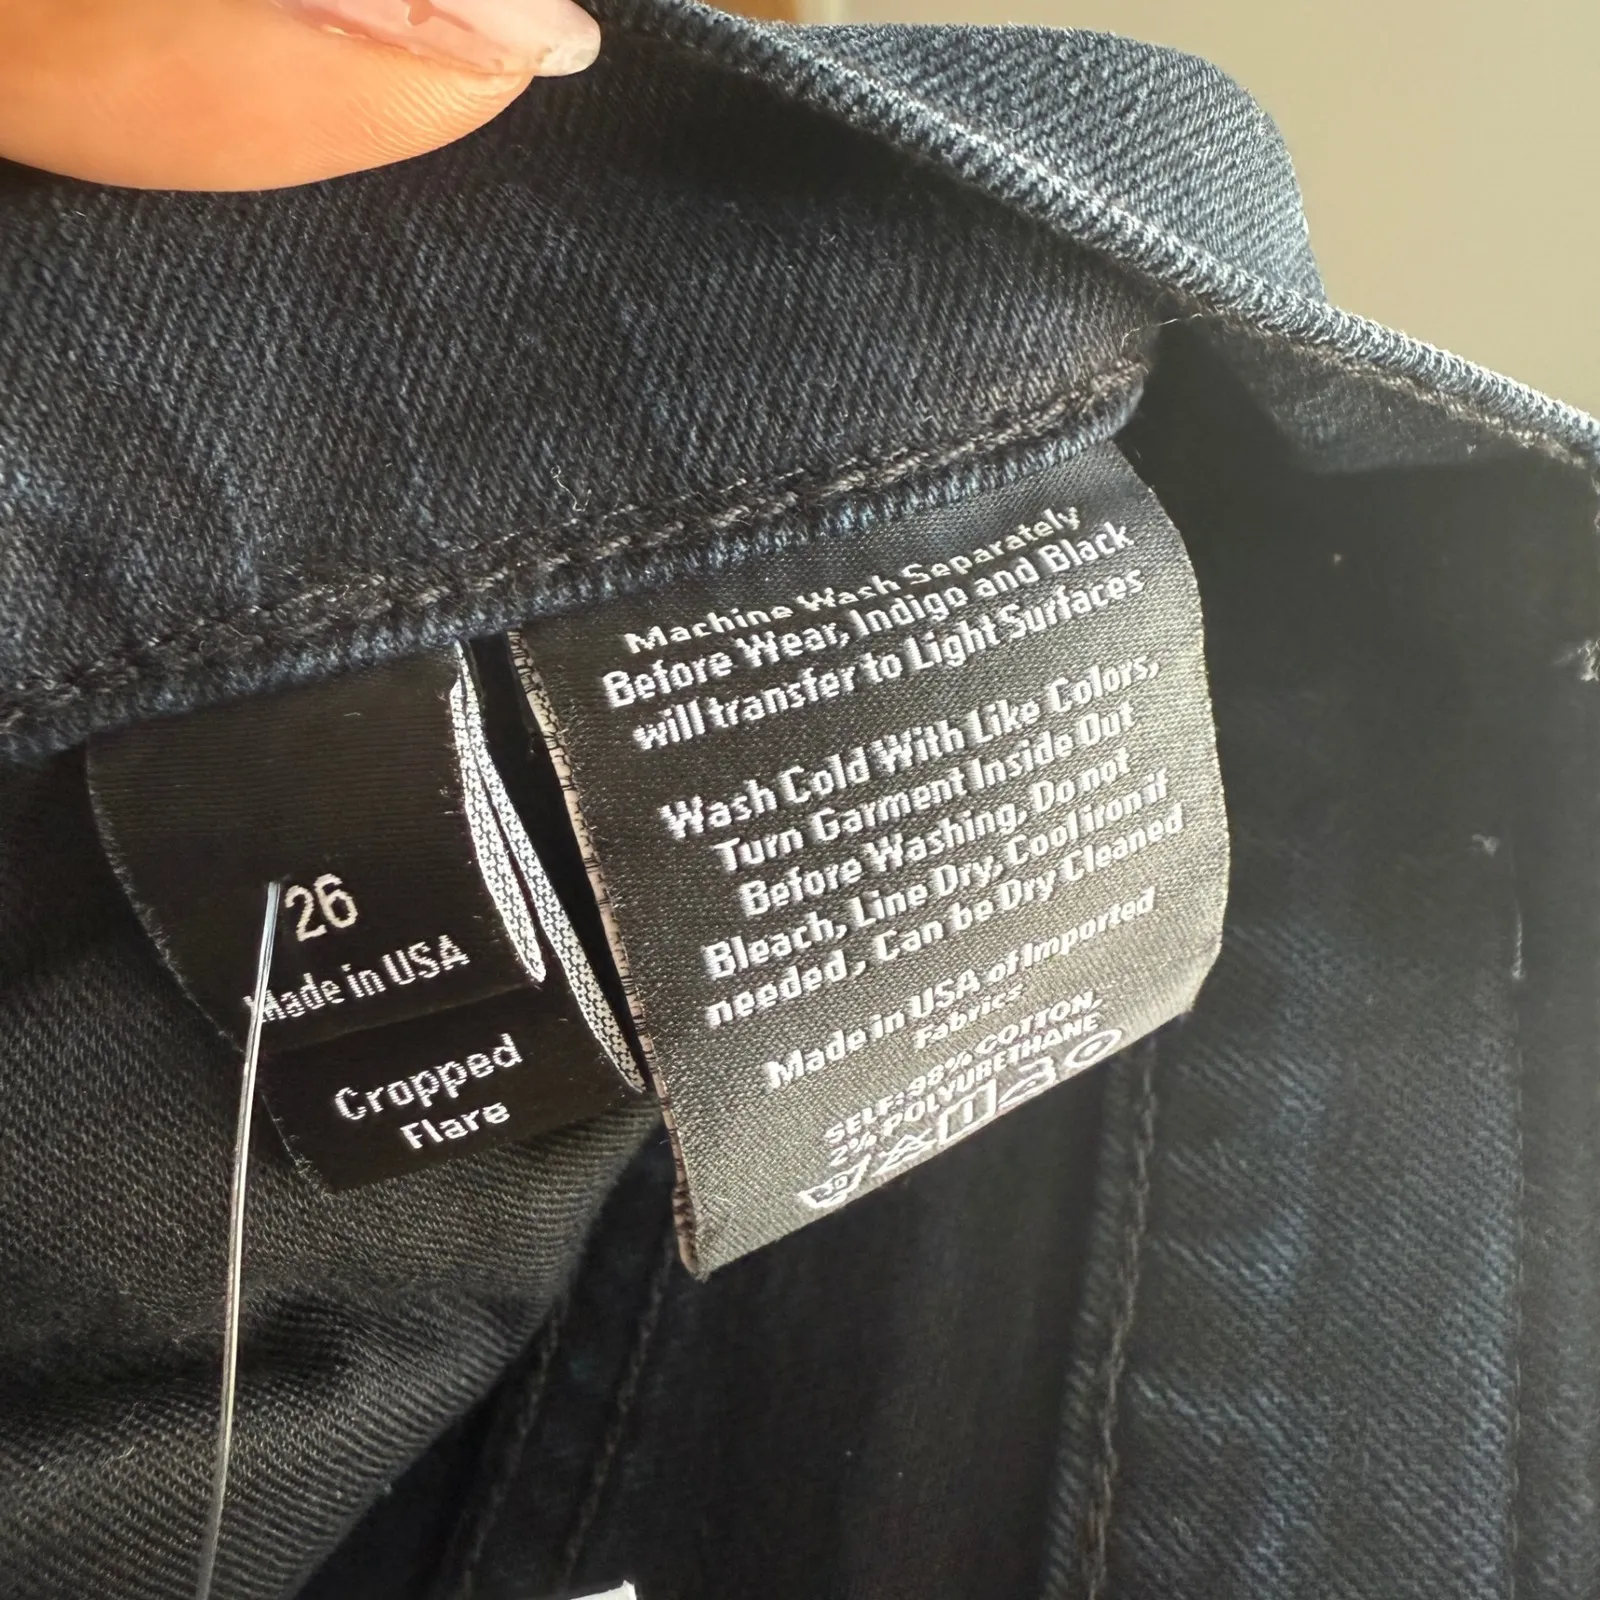 26
Made in USA
Cropped
Flare
Machine Wash Separately
Before Wear, Indigo and Black
will transfer to Light Surfaces
Wash Cold With Like Colors,
Turn Garment Inside Out
Before Washing, Do not
Bleach, Line Dry, Cool iron if
needed, Can be Dry Cleaned
Made in USA of Imported
Fabrics
SELF: 98% COTTON,
2% POLYURETHANE
30